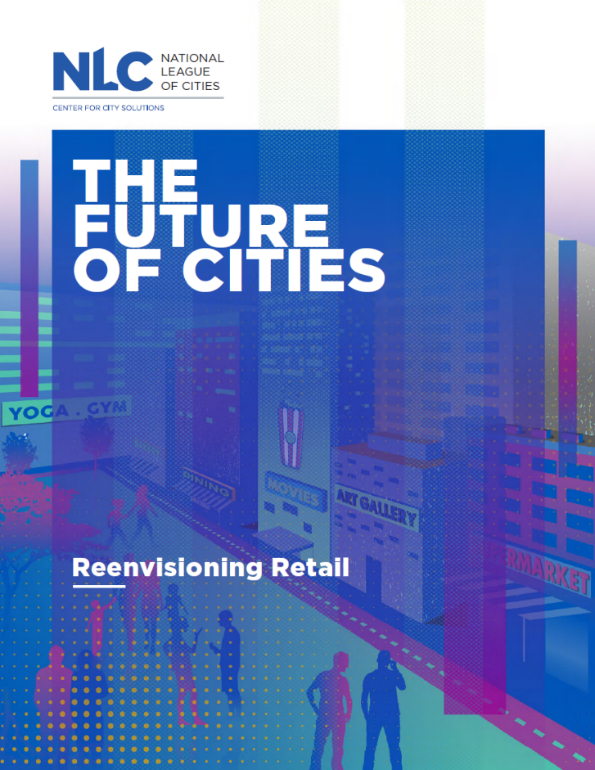 NLC
NATIONAL
LEAGUE
OF CITIES
CENTER FOR CITY SOLUTIONS
THE
FUTURE
OF CITIES
YOGA . GYM
DINING
MOVIES
ART GALLERY
ERMARKET
Reenvisioning Retail